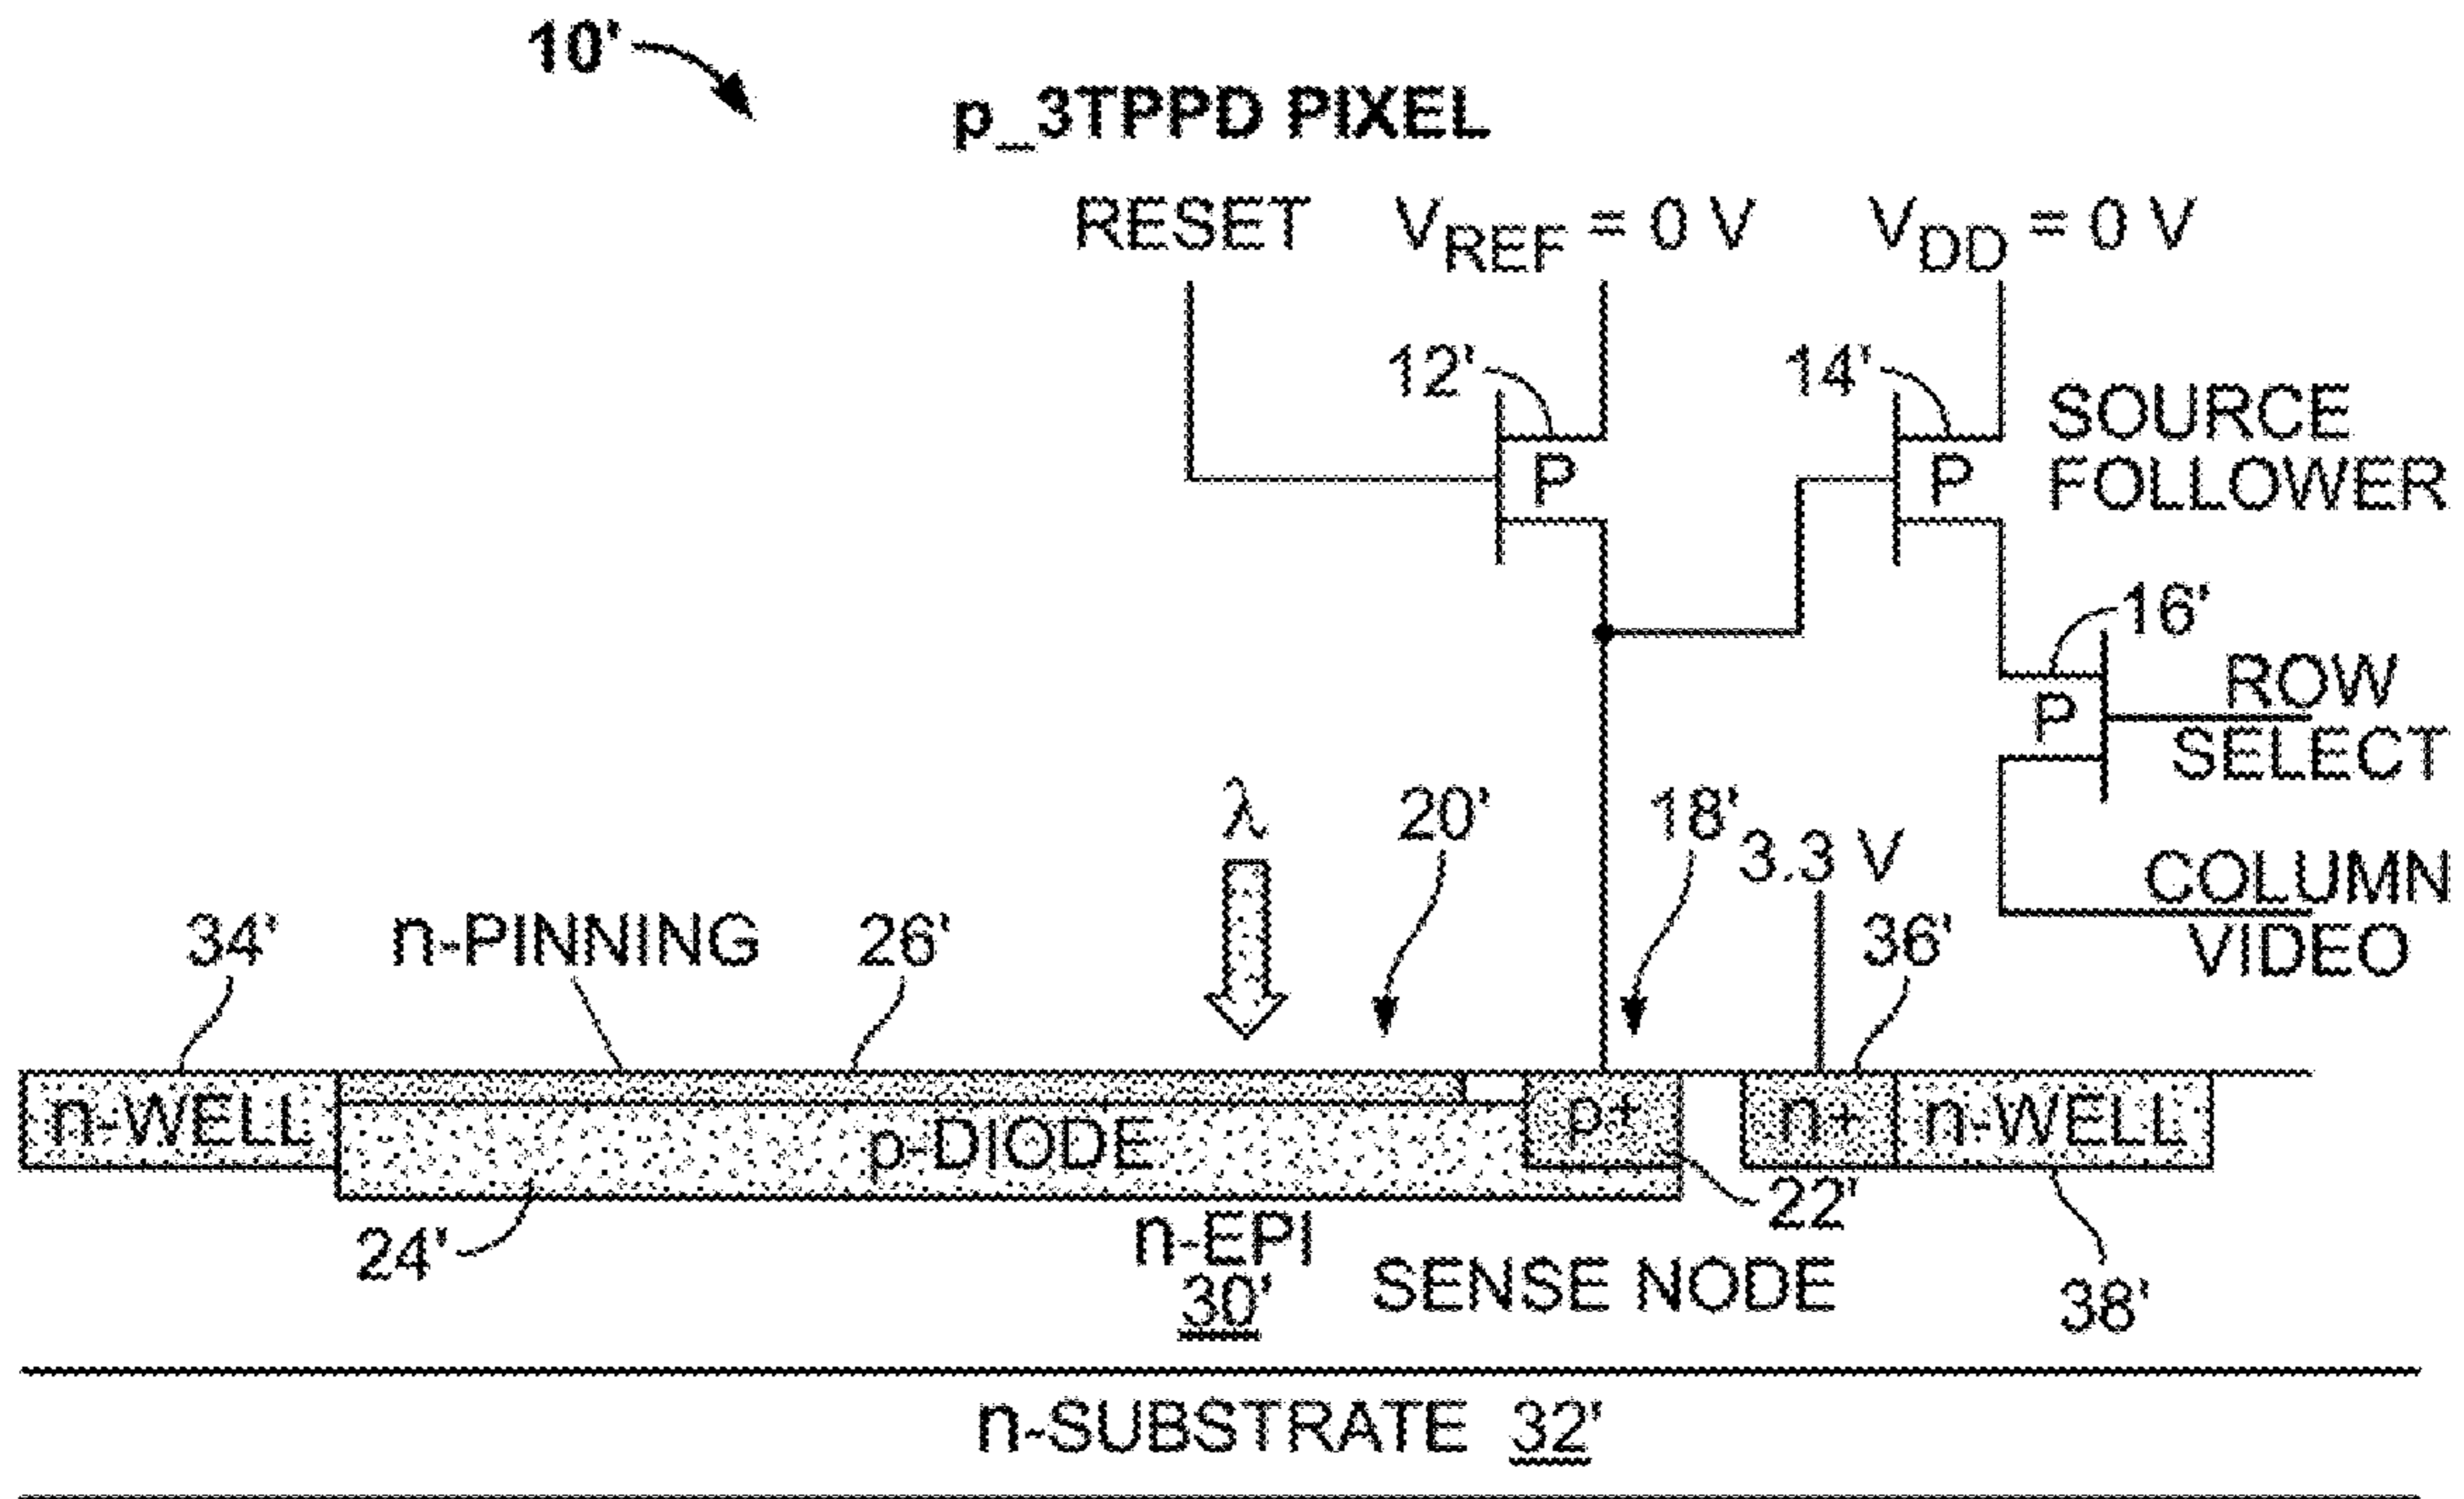 10'
p_3TPPD PIXEL
RESET VREF = 0 V VDD = 0 V
12' 14' SOURCE
P P FOLLOWER
16'
ROW
P
SELECT
λ 20' 18' 3.3 V
COLUMN
34' n-PINNING 26' 36' VIDEO
n-WELL p-DIODE p+ n+ n-WELL
24' n-EPI 22'
30' SENSE NODE 38'
n-SUBSTRATE 32'